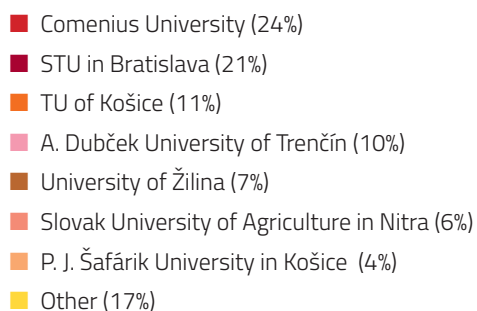 Comenius University (24%)
STU in Bratislava (21%)
TU of Košice (11%)
A. Dubček University of Trenčín (10%)
University of Žilina (7%)
Slovak University of Agriculture in Nitra (6%)
P. J. Šafárik University in Košice (4%)
Other (17%)